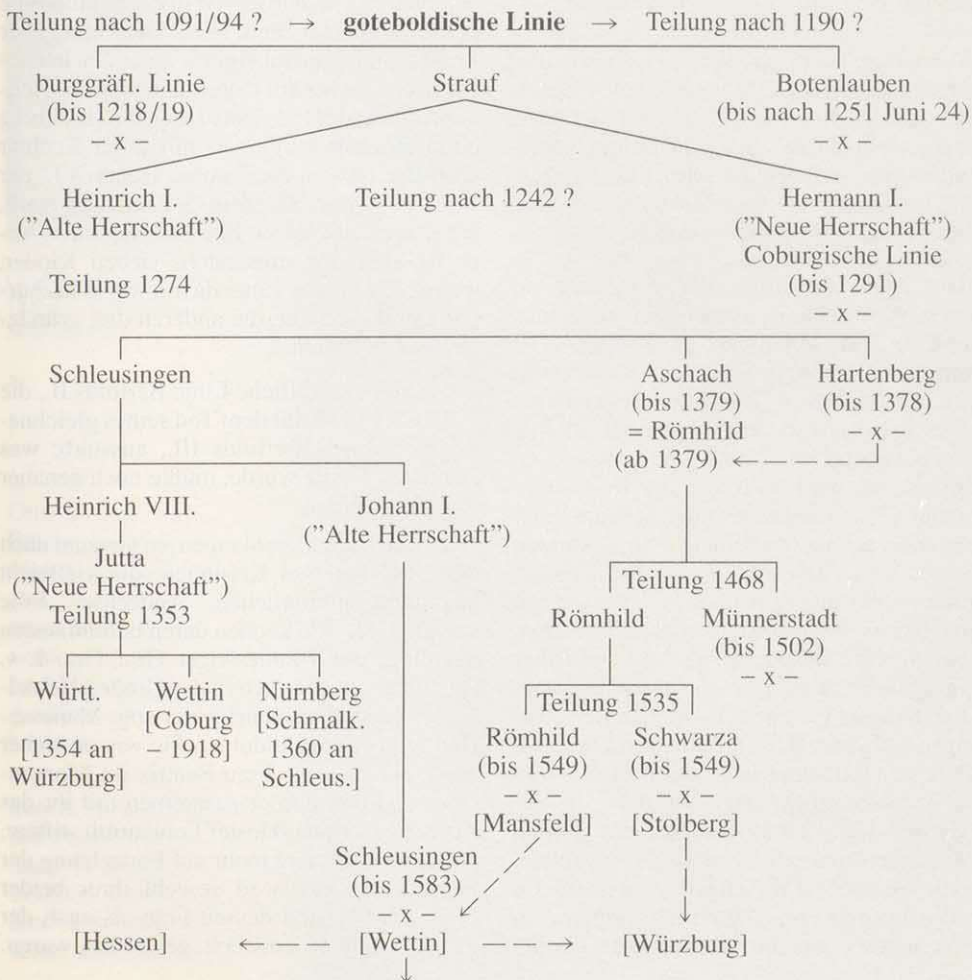 Teilung nach 1091/94 ? → goteboldische Linie → Teilung nach 1190 ?
burggräfl. Linie
(bis 1218/19)
x
Strauf
Botenlauben
(bis nach 1251 Juni 24)
– x –
Heinrich I.
("Alte Herrschaft")
Teilung nach 1242 ?
Hermann I.
("Neue Herrschaft")
Coburgische Linie
(bis 1291)
– x –
Teilung 1274
Schleusingen
Aschach
(bis 1379)
= Römhild
(ab 1379)
Hartenberg
(bis 1378)
– x –
Heinrich VIII.
Johann I.
("Alte Herrschaft")
Jutta
("Neue Herrschaft")
Teilung 1353
Teilung 1468
Römhild
Münnerstadt
(bis 1502)
– x –
Württ.
[1354 an
Würzburg]
Wettin
[Coburg
– 1918]
Nürnberg
[Schmalk.
1360 an
Schleus.]
Teilung 1535
Römhild
(bis 1549)
– x –
[Mansfeld]
Schwarza
(bis 1549)
– x –
[Stolberg]
Schleusingen
(bis 1583)
– x –
[Hessen]
[Wettin]
[Würzburg]